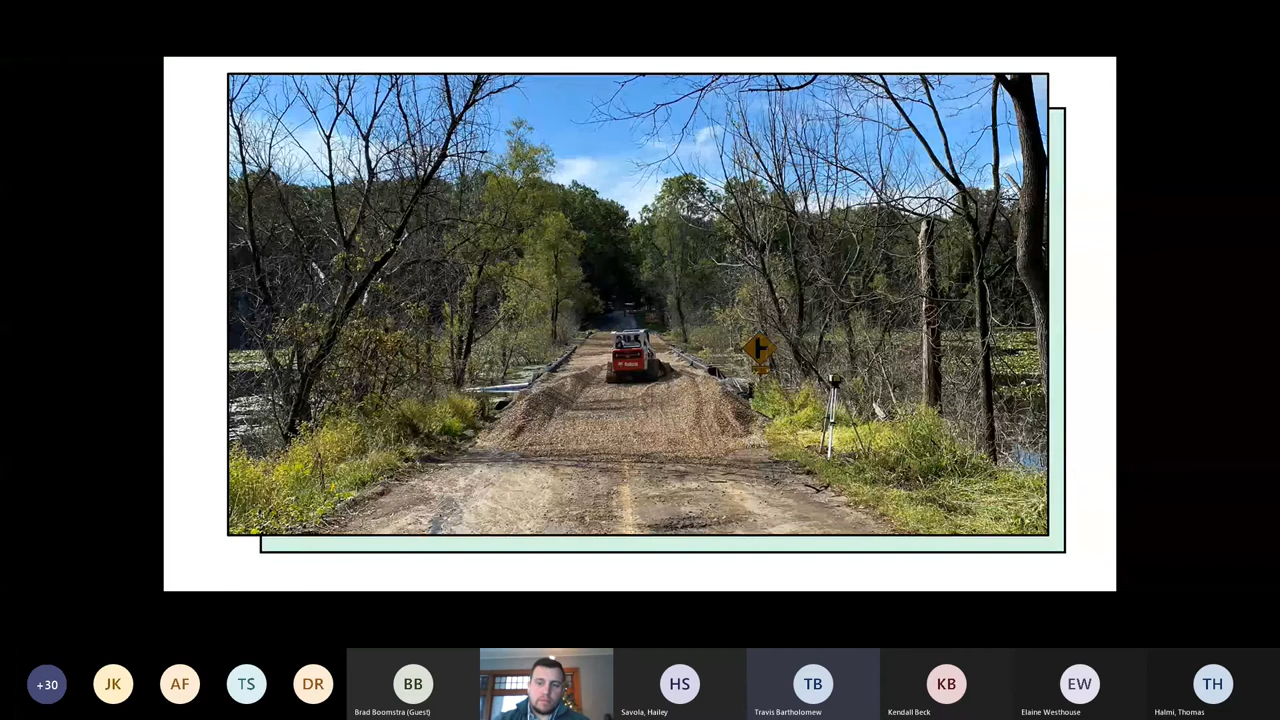 Bobcat
+30
JK
AF
TS
DR
BB
Brad Boomstra (Guest)
HS
Savola, Hailey
TB
Travis Bartholomew
KB
Kendall Beck
EW
Elaine Westhouse
TH
Halmi, Thomas